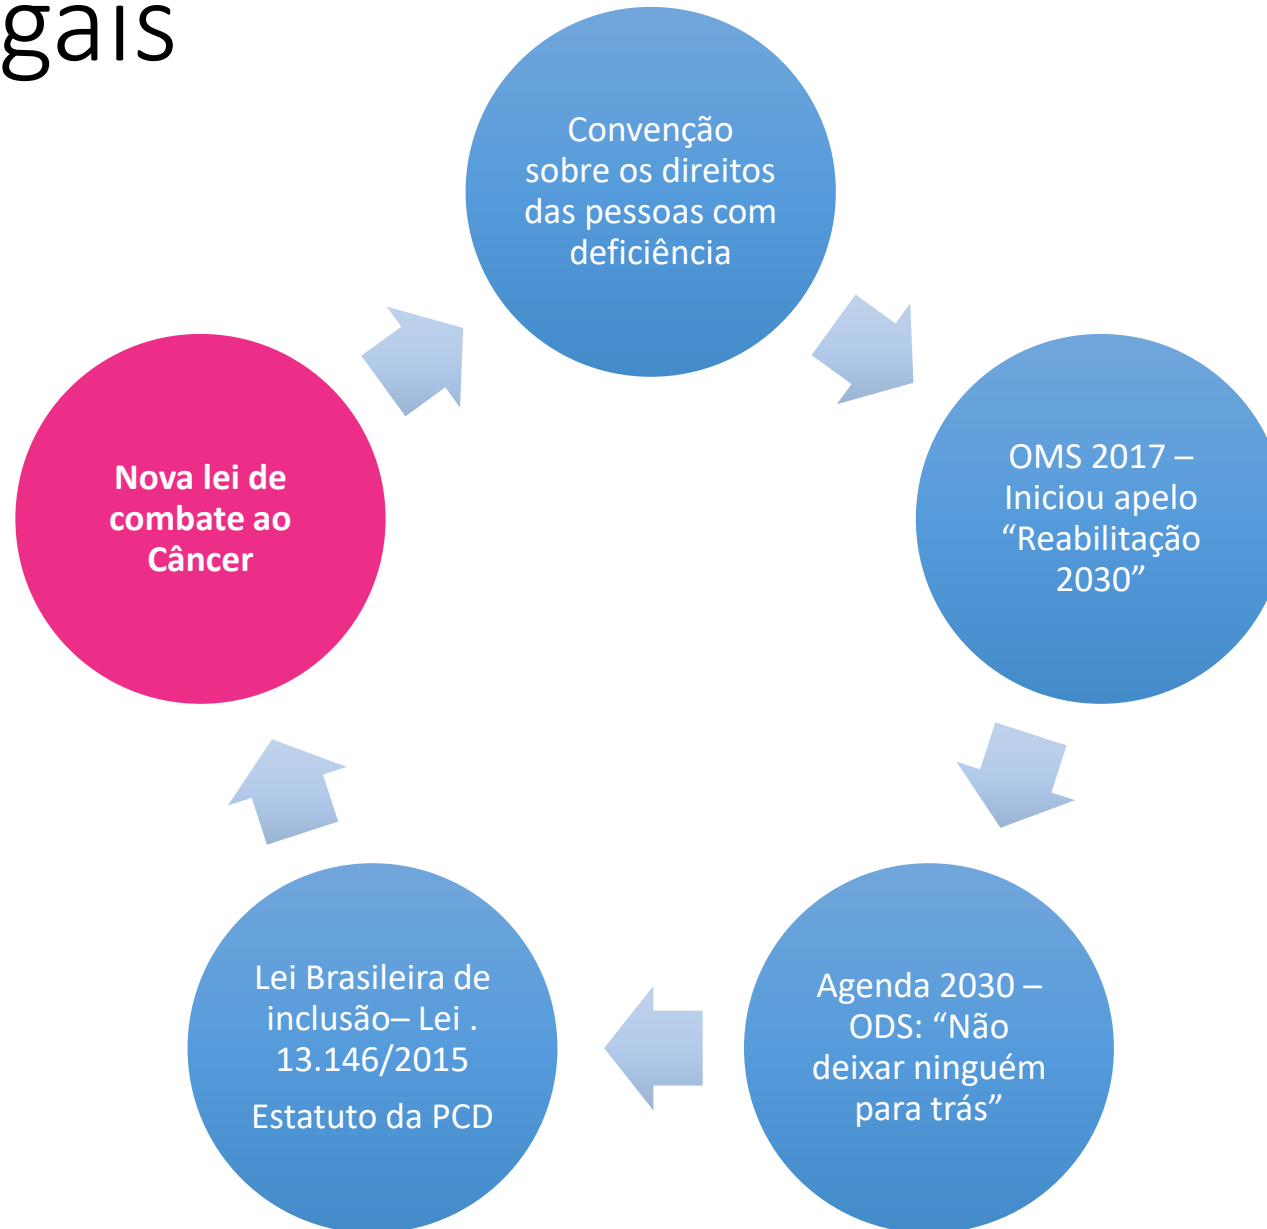 gais
Convenção
sobre os direitos
das pessoas com
deficiência
OMS 2017 –
Iniciou apelo
“Reabilitação
2030”
Agenda 2030 –
ODS: “Não
deixar ninguém
para trás”
Lei Brasileira de
inclusão– Lei .
13.146/2015
Estatuto da PCD
Nova lei de
combate ao
Câncer